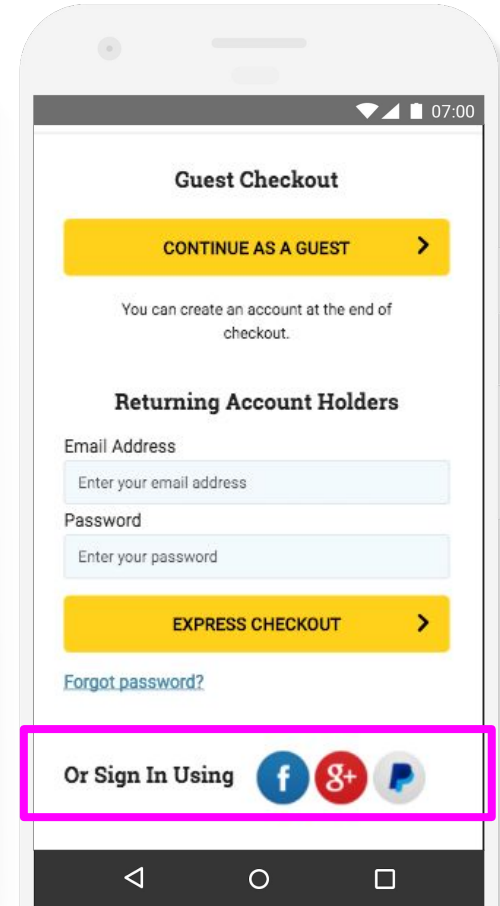 07:00
Guest Checkout
CONTINUE AS A GUEST
You can create an account at the end of
checkout.
Returning Account Holders
Email Address
Enter your email address
Password
Enter your password
EXPRESS CHECKOUT
Forgot password?
Or Sign In Using f 8+ P